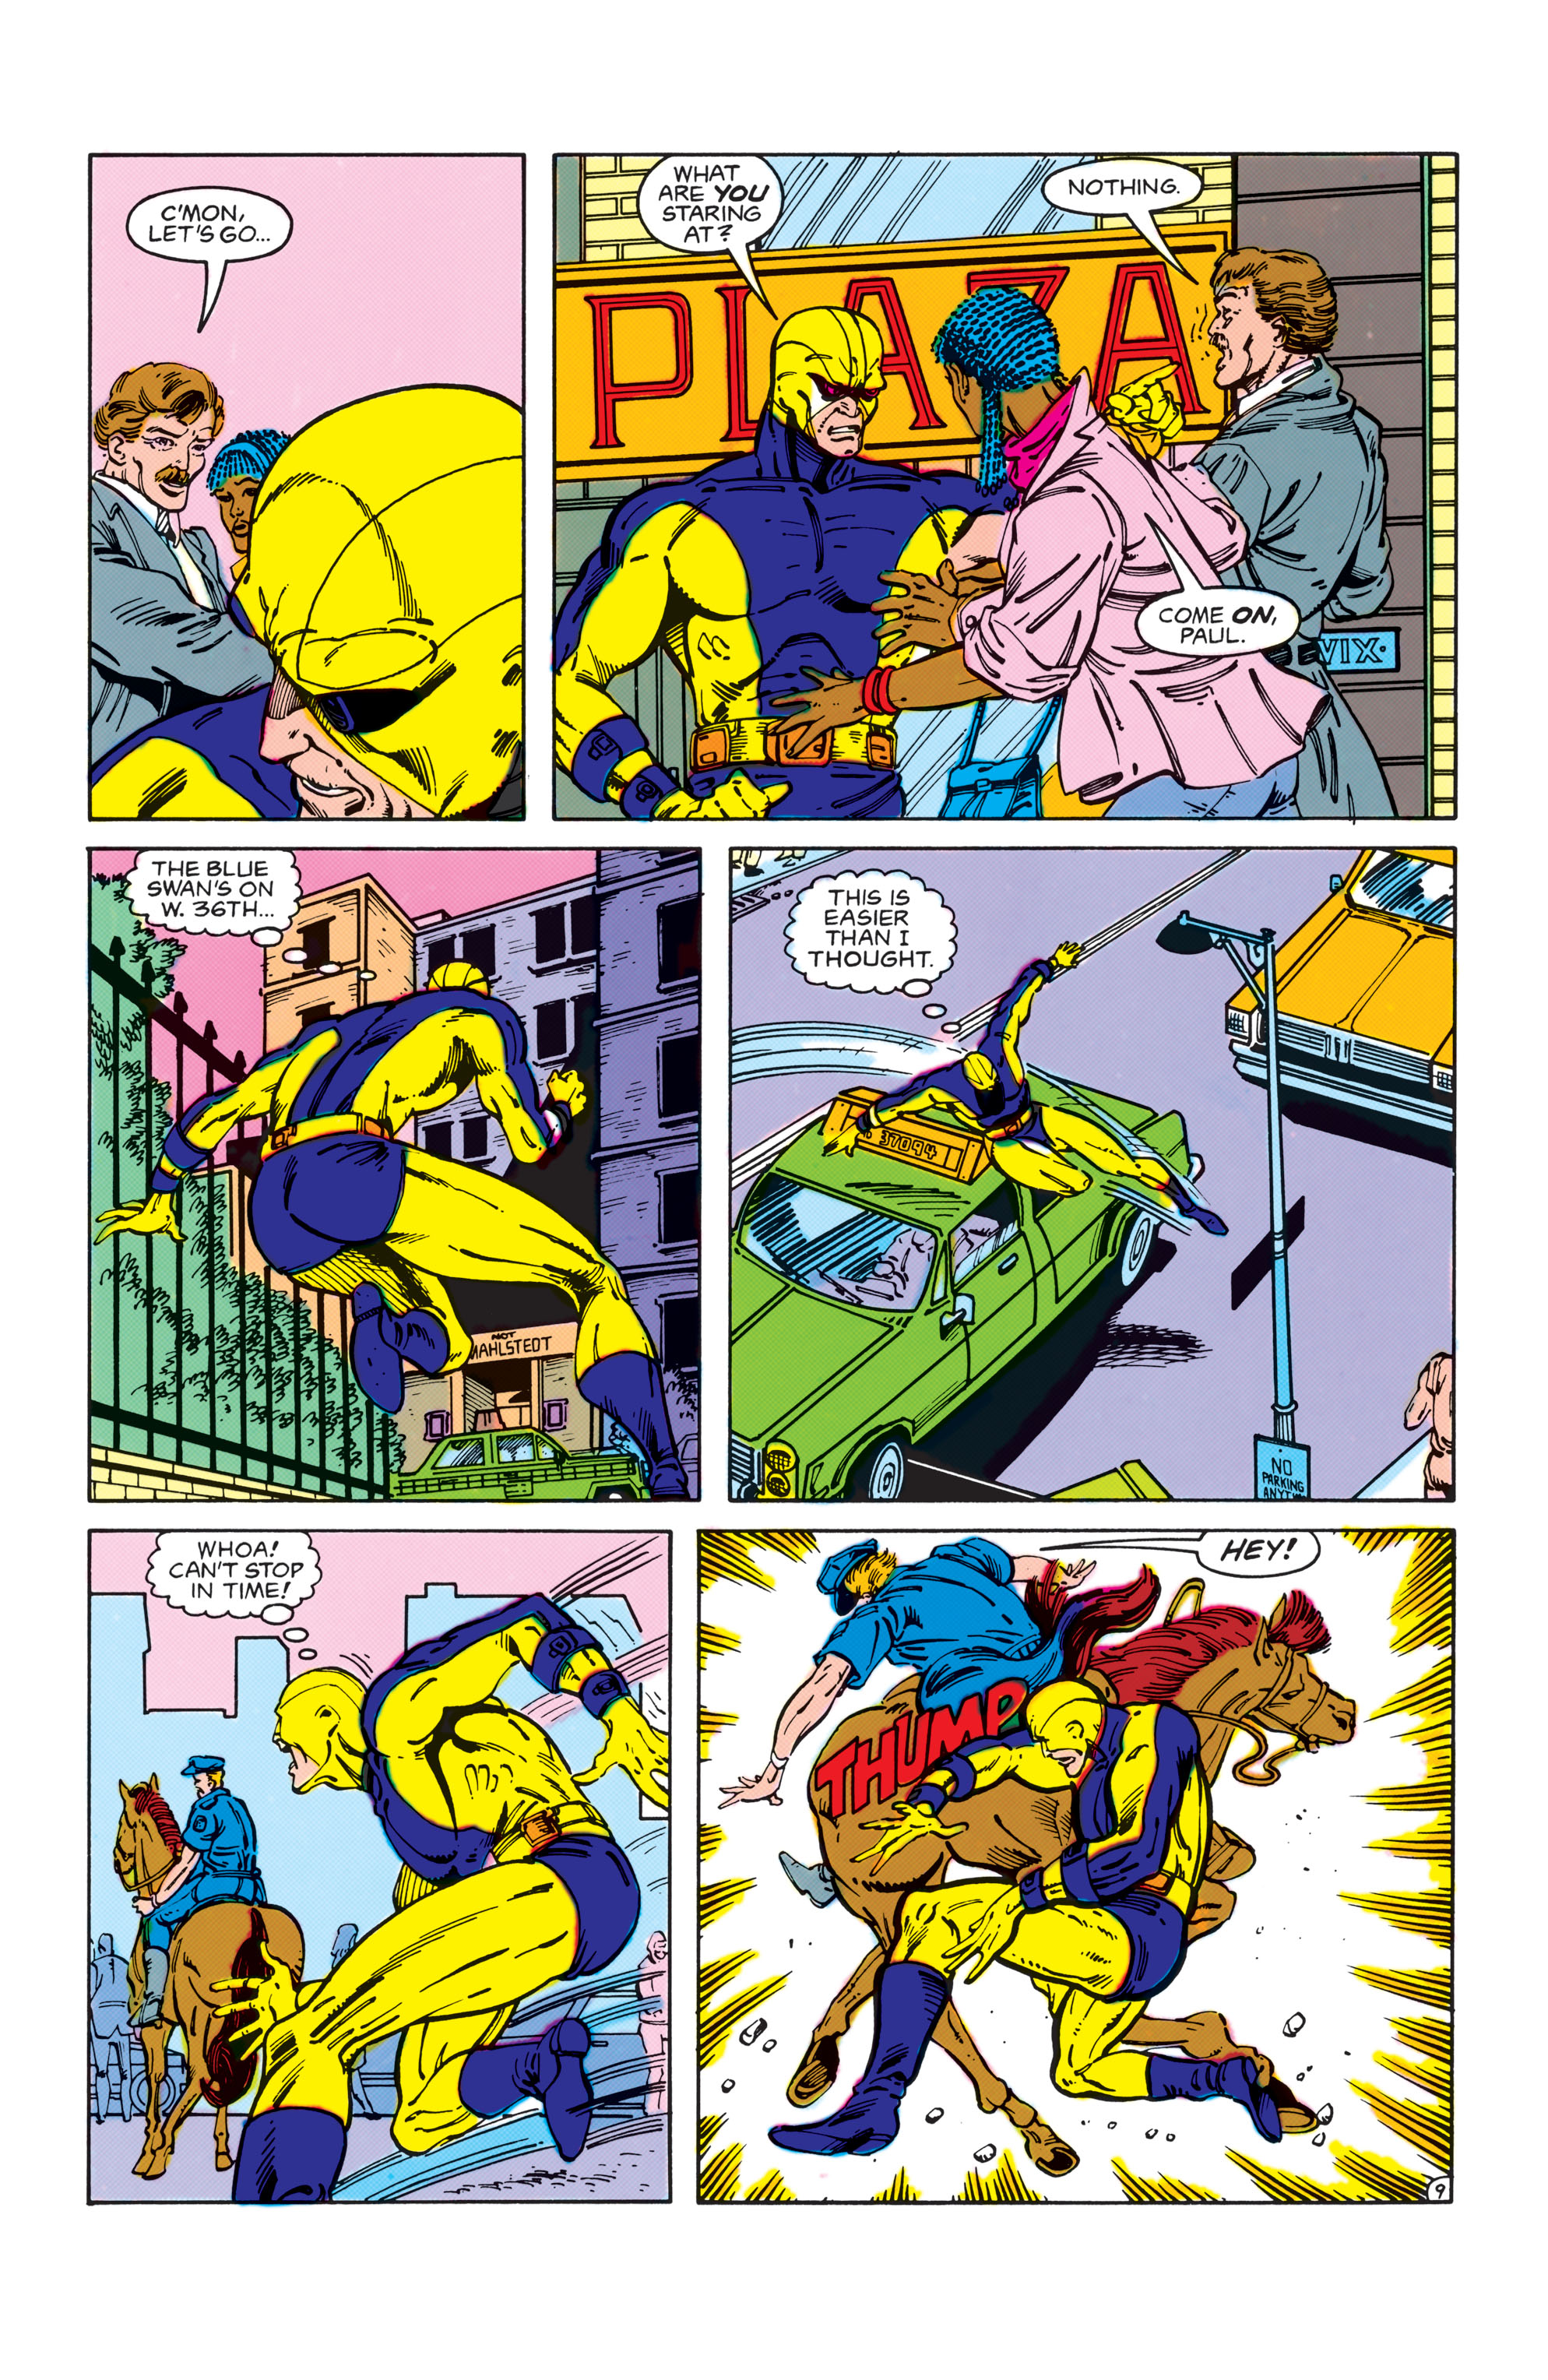 C'MON,
LET'S GO...
WHAT
ARE YOU
STARING
AT?
NOTHING.
PLAZA
COME ON,
PAUL.
VIX.
THE BLUE
SWAN'S ON
W. 36TH...
NOT
MAHLSTEDT
THIS IS
EASIER
THAN I
THOUGHT.
37094
NO
PARKING
ANYT
WHOA!
CAN'T STOP
IN TIME!
HEY!
THUMP
9